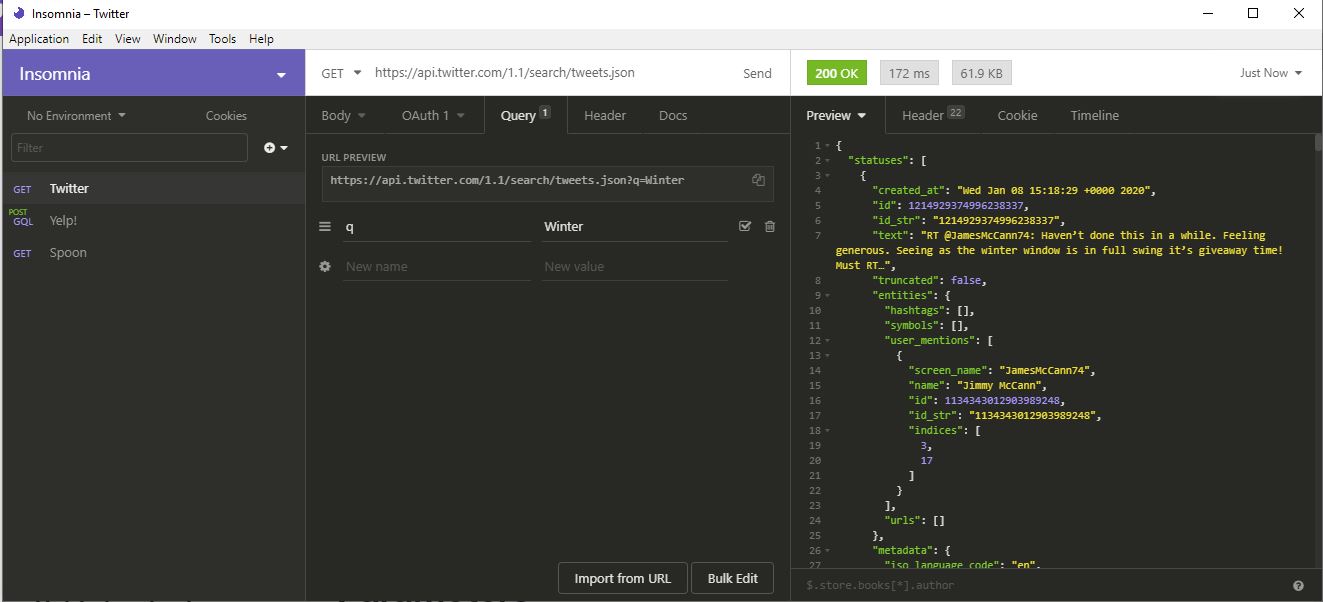 Insomnia – Twitter
Application Edit View Window Tools Help
Insomnia
GET https://api.twitter.com/1.1/search/tweets.json Send
200 OK 172 ms 61.9 KB Just Now
No Environment Cookies
Body OAuth 1 Query 1 Header Docs
Preview Header 22 Cookie Timeline
Filter
GET Twitter
POST
GQL Yelp!
GET Spoon
URL PREVIEW
https://api.twitter.com/1.1/search/tweets.json?q=Winter
q Winter
New name New value
Import from URL Bulk Edit
1 {
2 "statuses": [
3 {
4 "created_at": "Wed Jan 08 15:18:29 +0000 2020",
5 "id": 1214929374996238337,
6 "id_str": "1214929374996238337",
7 "text": "RT @JamesMcCann74: Haven’t done this in a while. Feeling
generous. Seeing as the winter window is in full swing it’s giveaway time!
Must RT…",
8 "truncated": false,
9 "entities": {
10 "hashtags": [],
11 "symbols": [],
12 "user_mentions": [
13 {
14 "screen_name": "JamesMcCann74",
15 "name": "Jimmy McCann",
16 "id": 1134343012903989248,
17 "id_str": "1134343012903989248",
18 "indices": [
19 3,
20 17
21 ]
22 }
23 ],
24 "urls": []
25 },
26 "metadata": {
27 "iso_language_code": "en",
$.store.books[*].author